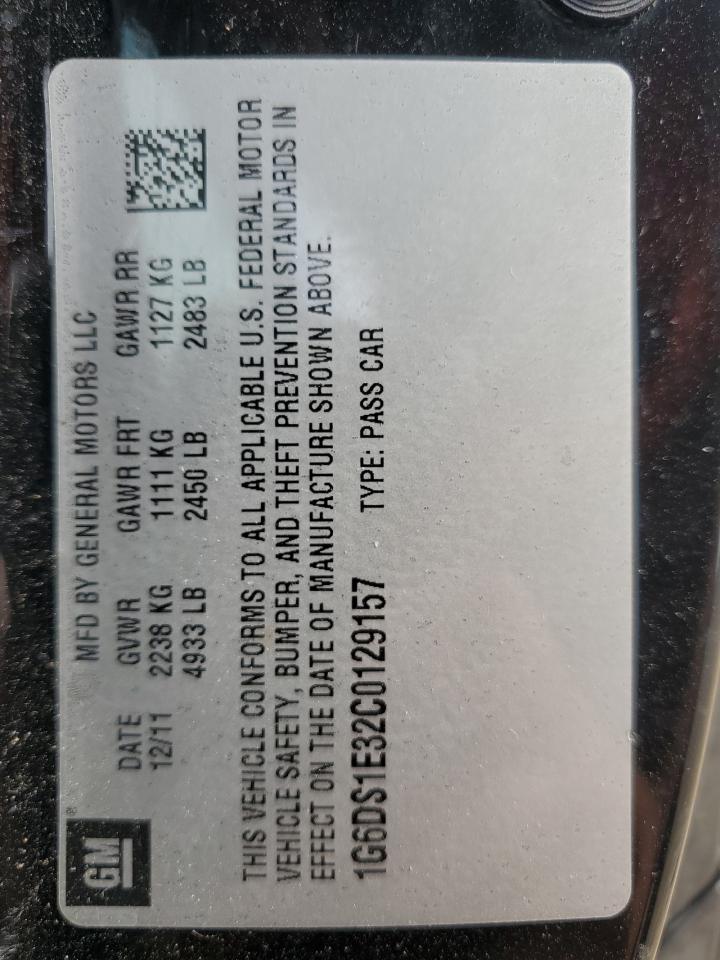 GM ®
MFD BY GENERAL MOTORS LLC
DATE GVWR GAWR FRT GAWR RR
12/11 2238 KG 1111 KG 1127 KG
4933 LB 2450 LB 2483 LB
THIS VEHICLE CONFORMS TO ALL APPLICABLE U.S. FEDERAL MOTOR
VEHICLE SAFETY, BUMPER, AND THEFT PREVENTION STANDARDS IN
EFFECT ON THE DATE OF MANUFACTURE SHOWN ABOVE.
1G6DS1E32C0129157 TYPE: PASS CAR